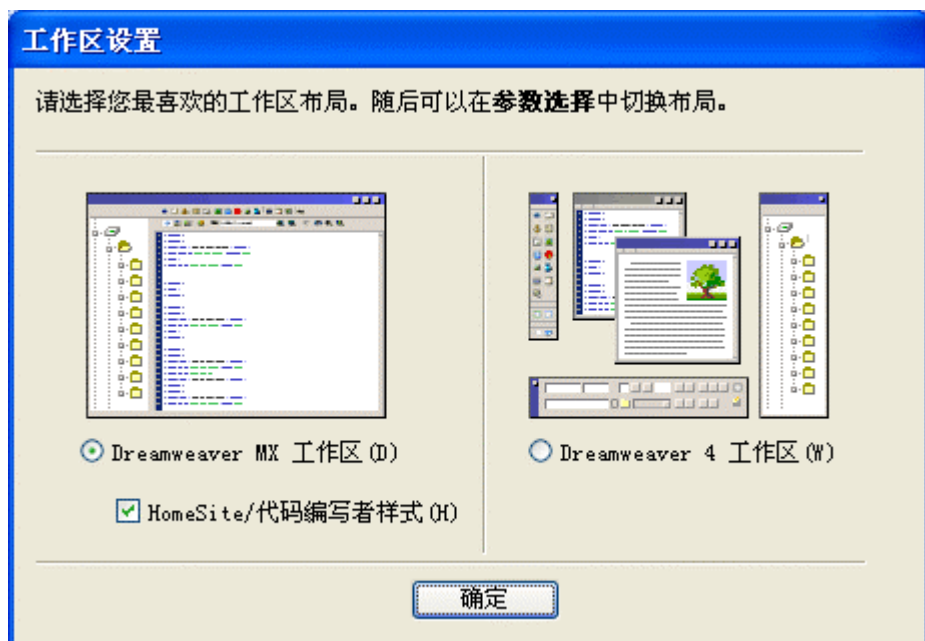 工作区设置
请选择您最喜欢的工作区布局。随后可以在参数选择中切换布局。
Dreamweaver MX 工作区(D)
HomeSite/代码编写者样式(H)
Dreamweaver 4 工作区(W)
确定